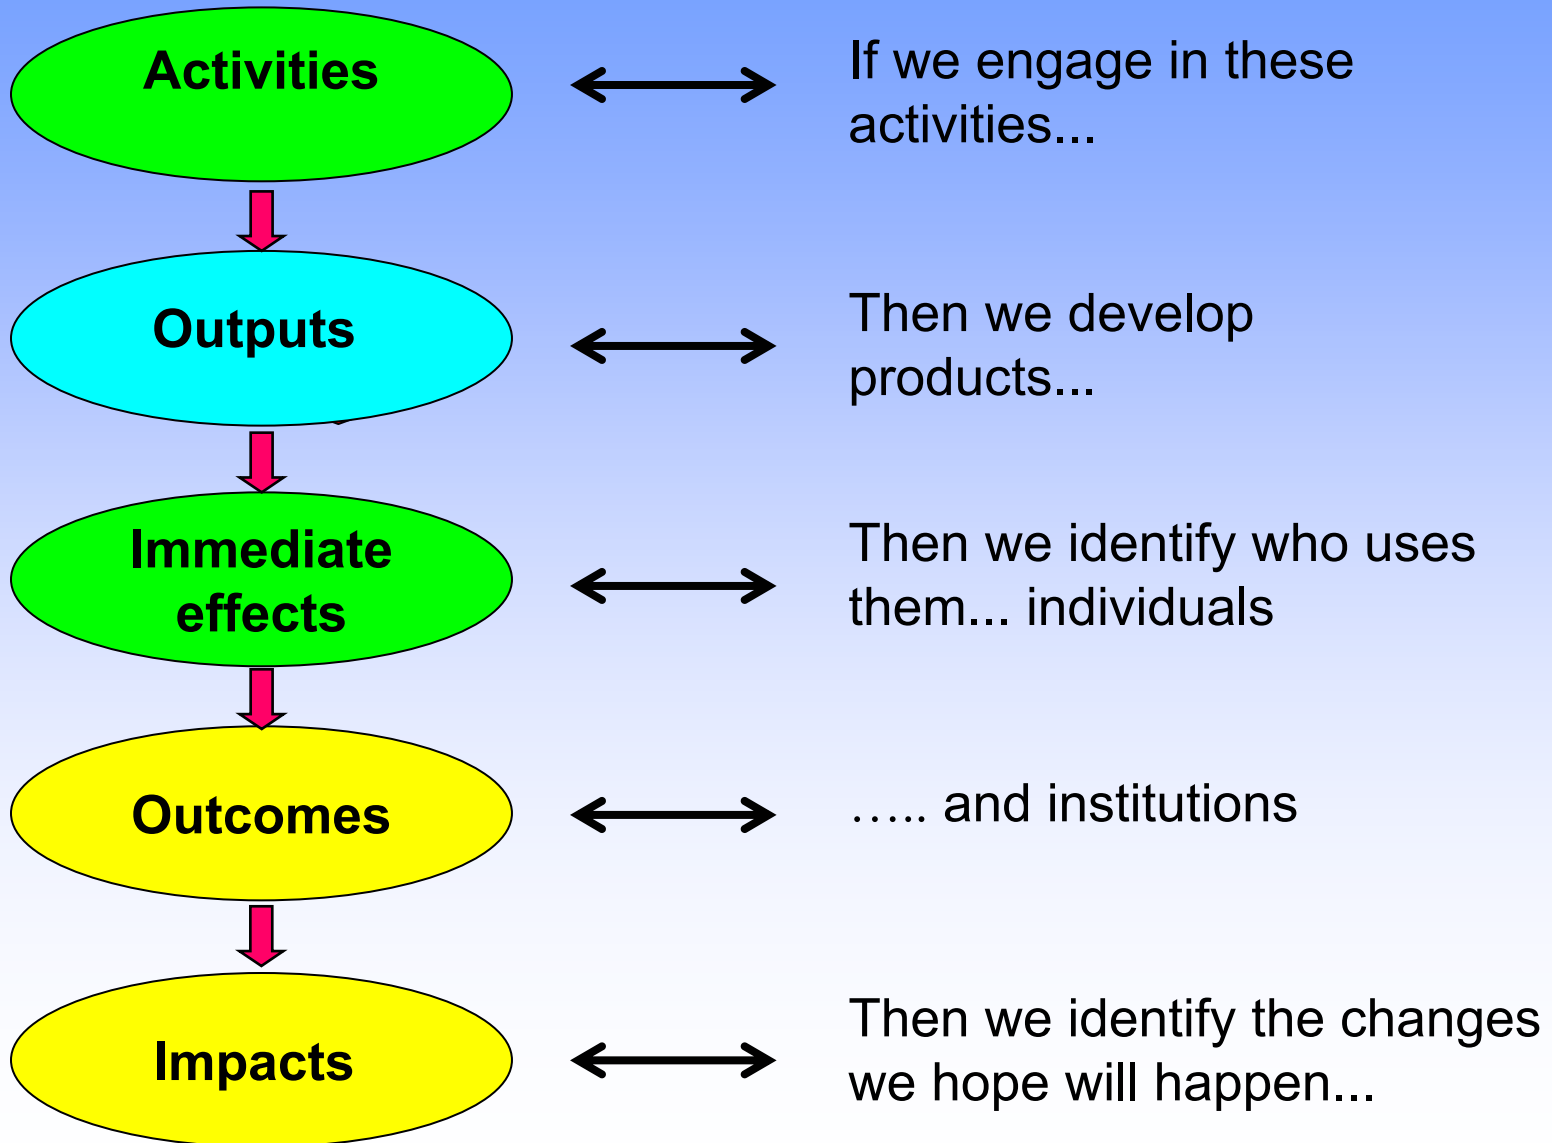 Activities
If we engage in these
activities...
Outputs
Then we develop
products...
Immediate
effects
Then we identify who uses
them... individuals
Outcomes
….. and institutions
Impacts
Then we identify the changes
we hope will happen...